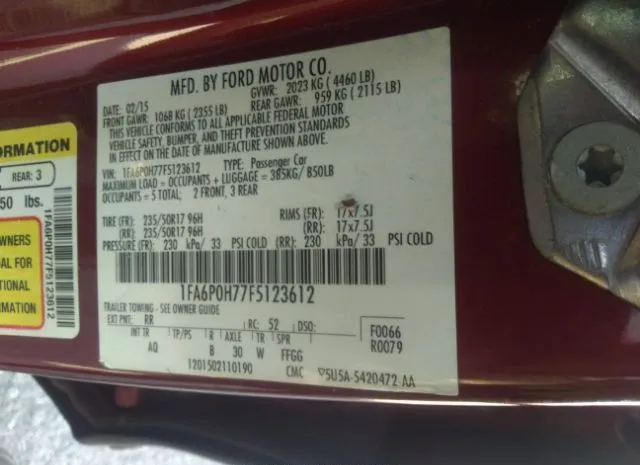 MFD. BY FORD MOTOR CO.
DATE: 02/15 GVWR: 2023 KG ( 4460 LB)
FRONT GAWR: 1068 KG ( 2355 LB) REAR GAWR: 959 KG ( 2115 LB)
THIS VEHICLE CONFORMS TO ALL APPLICABLE FEDERAL MOTOR
VEHICLE SAFETY, BUMPER, AND THEFT PREVENTION STANDARDS
IN EFFECT ON THE DATE OF MANUFACTURE SHOWN ABOVE.
VIN: 1FA6P0H77F5123612 TYPE: Passenger Car
MAXIMUM LOAD = OCCUPANTS + LUGGAGE = 385KG/ 850LB
OCCUPANTS = 5 TOTAL; 2 FRONT, 3 REAR
TIRE (FR): 235/50R17 96H RIMS (FR): 17x7.5J
(RR): 235/50R17 96H (RR): 17x7.5J
PRESSURE (FR): 230 kPa/ 33 PSI COLD (RR): 230 kPa/ 33 PSI COLD
1FA6P0H77F5123612
TRAILER TOWING - SEE OWNER GUIDE
EXT PNT: RR RC: 52 DSO: F0066
INT TR TP/PS R AXLE TR SPR R0079
AQ B 30 W FFGG
1201502110190 CMC 5U5A-5420472 AA
FORMATION
REAR: 3
50 lbs.
1FA6P0H77F5123612
WNERS
AL FOR
TIONAL
RMATION